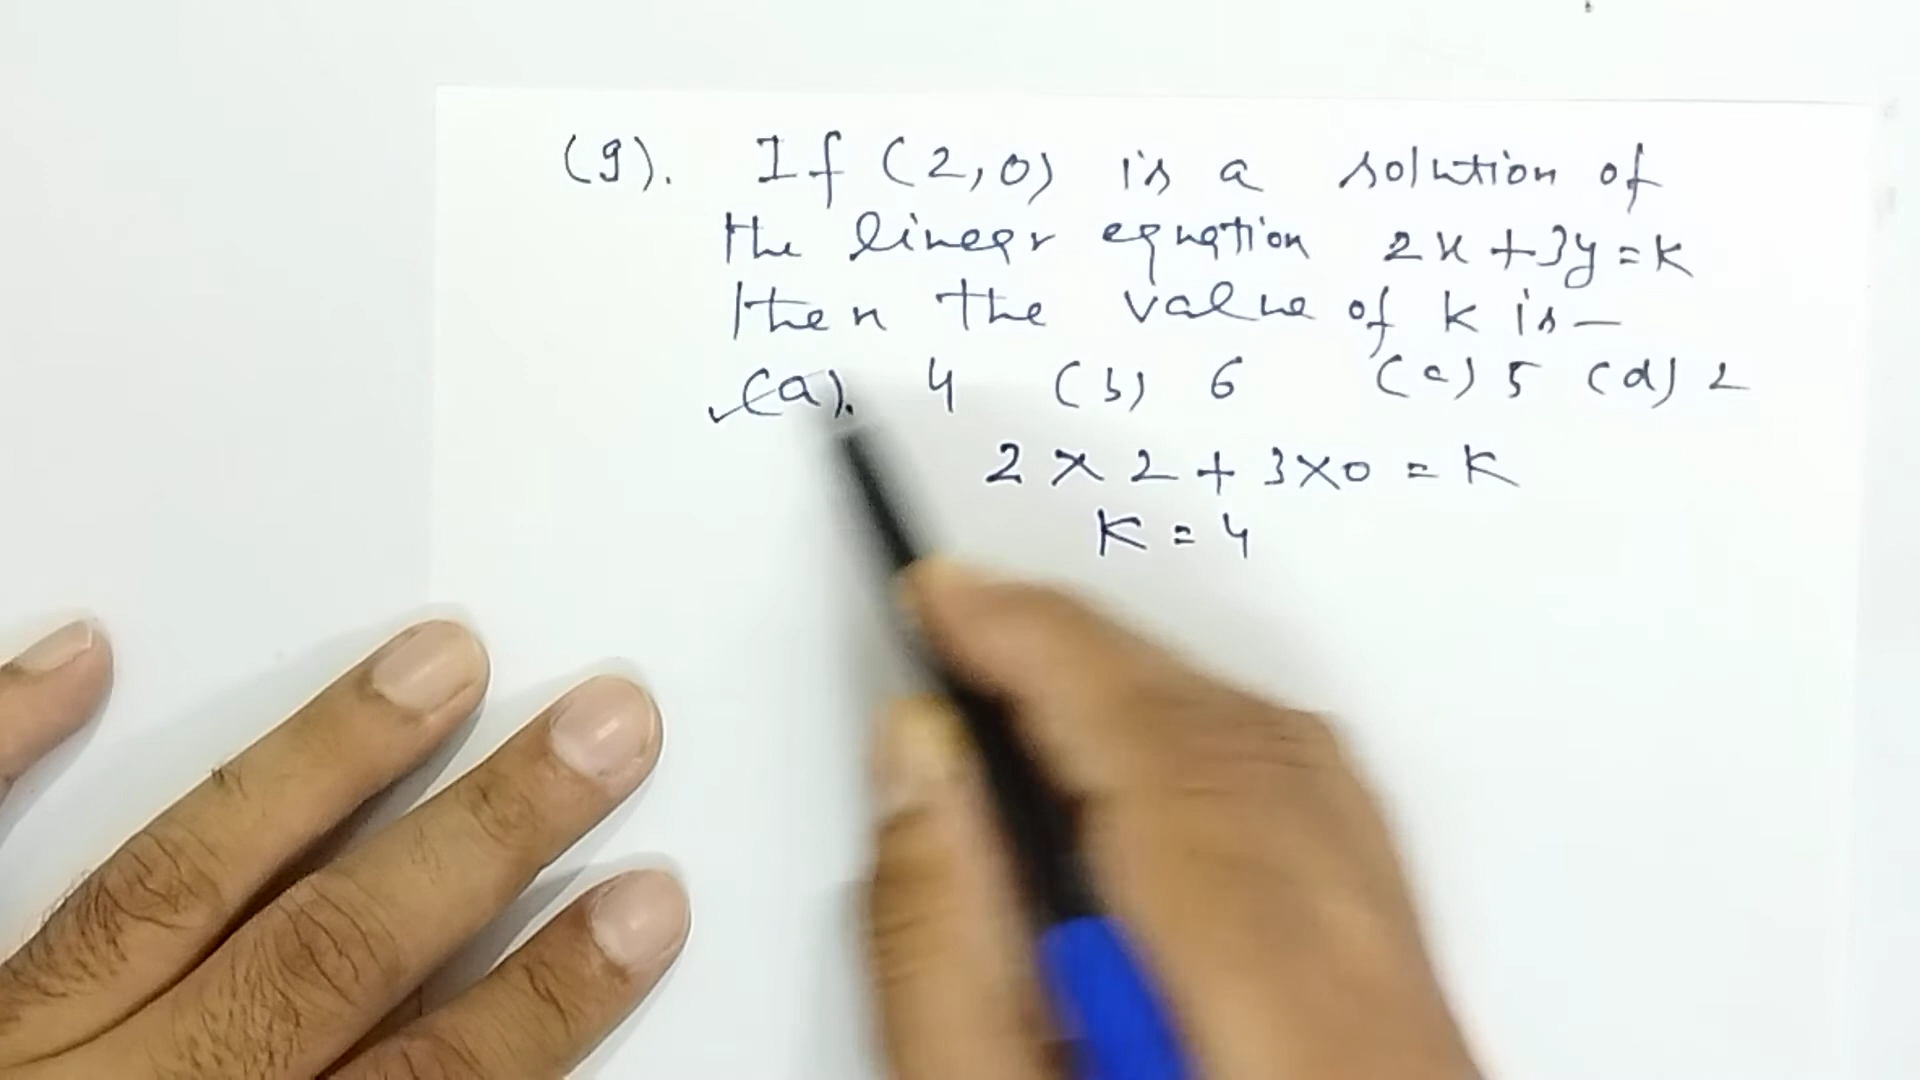 (9). If (2,0) is a solution of
the linear equation 2x+3y=k
then the value of k is—
(a). 4 (b) 6 (c) 5 (d) 2
2 × 2 + 3×0 = K
K = 4